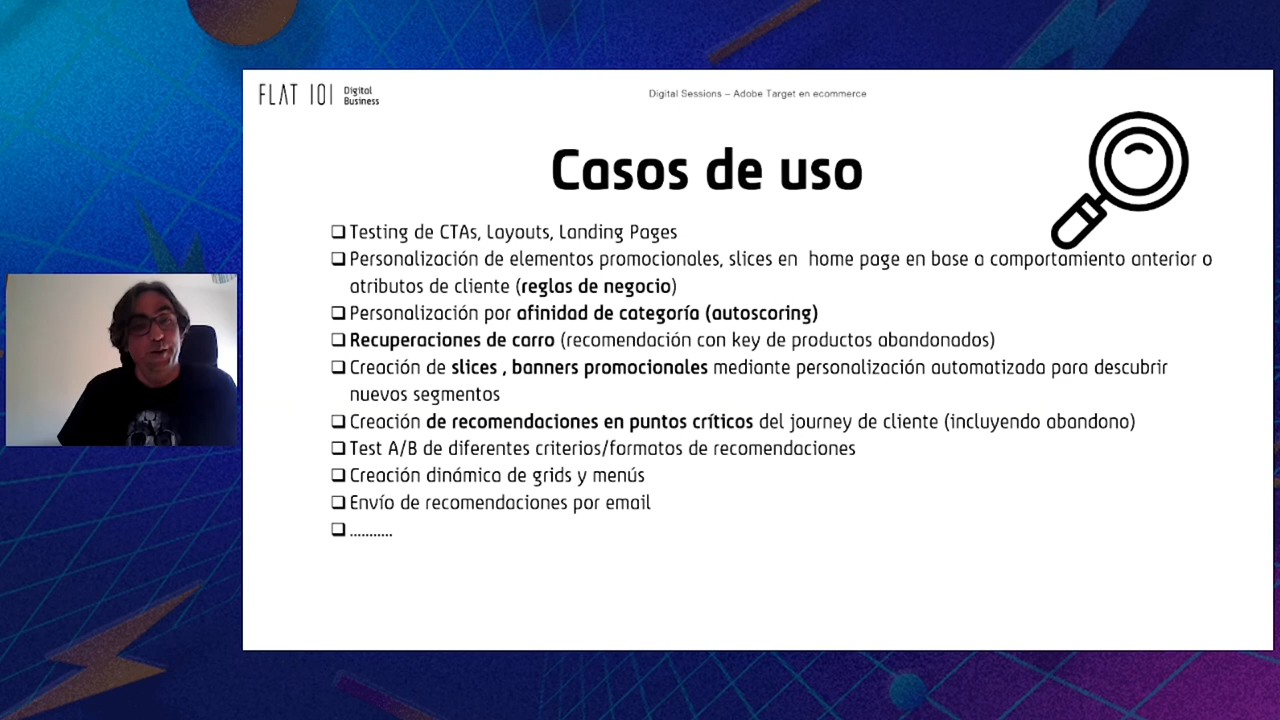 FLAT 101 Digital
Business
Digital Sessions – Adobe Target en ecommerce
Casos de uso
❑ Testing de CTAs, Layouts, Landing Pages
❑ Personalización de elementos promocionales, slices en home page en base a comportamiento anterior o
atributos de cliente (reglas de negocio)
❑ Personalización por afinidad de categoría (autoscoring)
❑ Recuperaciones de carro (recomendación con key de productos abandonados)
❑ Creación de slices , banners promocionales mediante personalización automatizada para descubrir
nuevos segmentos
❑ Creación de recomendaciones en puntos críticos del journey de cliente (incluyendo abandono)
❑ Test A/B de diferentes criterios/formatos de recomendaciones
❑ Creación dinámica de grids y menús
❑ Envío de recomendaciones por email
❑ ...........